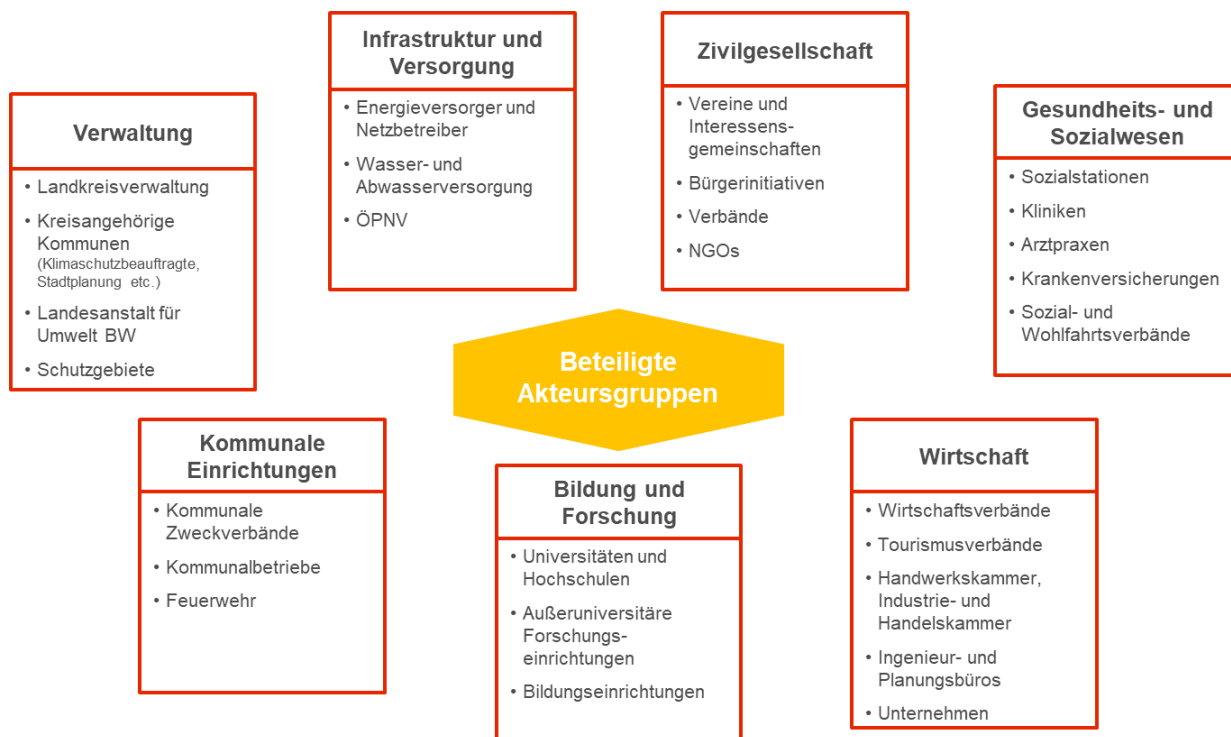 Infrastruktur und
Versorgung
• Energieversorger und
Netzbetreiber
• Wasser- und
Abwasserversorgung
• ÖPNV
Zivilgesellschaft
• Vereine und
Interessens-
gemeinschaften
• Bürgerinitiativen
• Verbände
• NGOs
Verwaltung
• Landkreisverwaltung
• Kreisangehörige
Kommunen
(Klimaschutzbeauftragte,
Stadtplanung etc.)
• Landesanstalt für
Umwelt BW
• Schutzgebiete
Gesundheits- und
Sozialwesen
• Sozialstationen
• Kliniken
• Arztpraxen
• Krankenversicherungen
• Sozial- und
Wohlfahrtsverbände
Beteiligte
Akteursgruppen
Kommunale
Einrichtungen
• Kommunale
Zweckverbände
• Kommunalbetriebe
• Feuerwehr
Bildung und
Forschung
• Universitäten und
Hochschulen
• Außeruniversitäre
Forschungs-
einrichtungen
• Bildungseinrichtungen
Wirtschaft
• Wirtschaftsverbände
• Tourismusverbände
• Handwerkskammer,
Industrie- und
Handelskammer
• Ingenieur- und
Planungsbüros
• Unternehmen